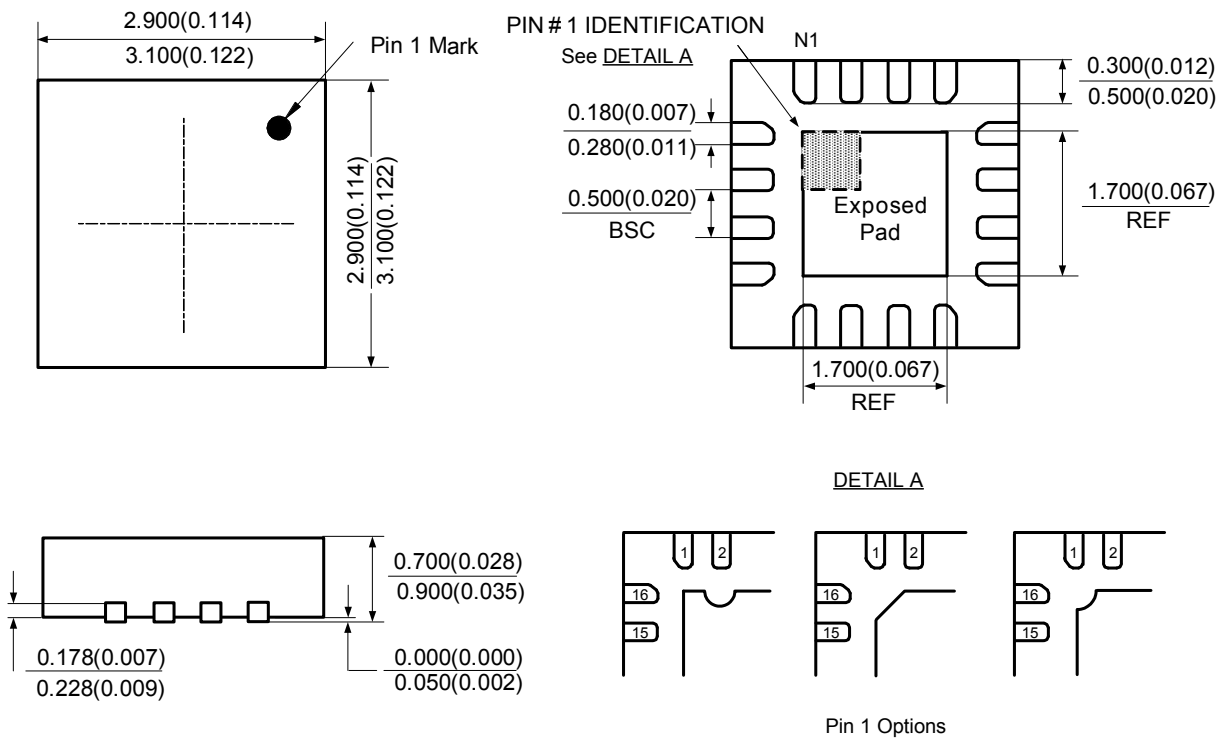 2.900(0.114)
3.100(0.122)
Pin 1 Mark
2.900(0.114)
3.100(0.122)
PIN # 1 IDENTIFICATION
See DETAIL A
N1
0.300(0.012)
0.500(0.020)
0.180(0.007)
0.280(0.011)
0.500(0.020)
BSC
Exposed
Pad
1.700(0.067)
REF
1.700(0.067)
REF
0.700(0.028)
0.900(0.035)
0.178(0.007)
0.228(0.009)
0.000(0.000)
0.050(0.002)
DETAIL A
1 2
16
15
1 2
16
15
1 2
16
15
Pin 1 Options